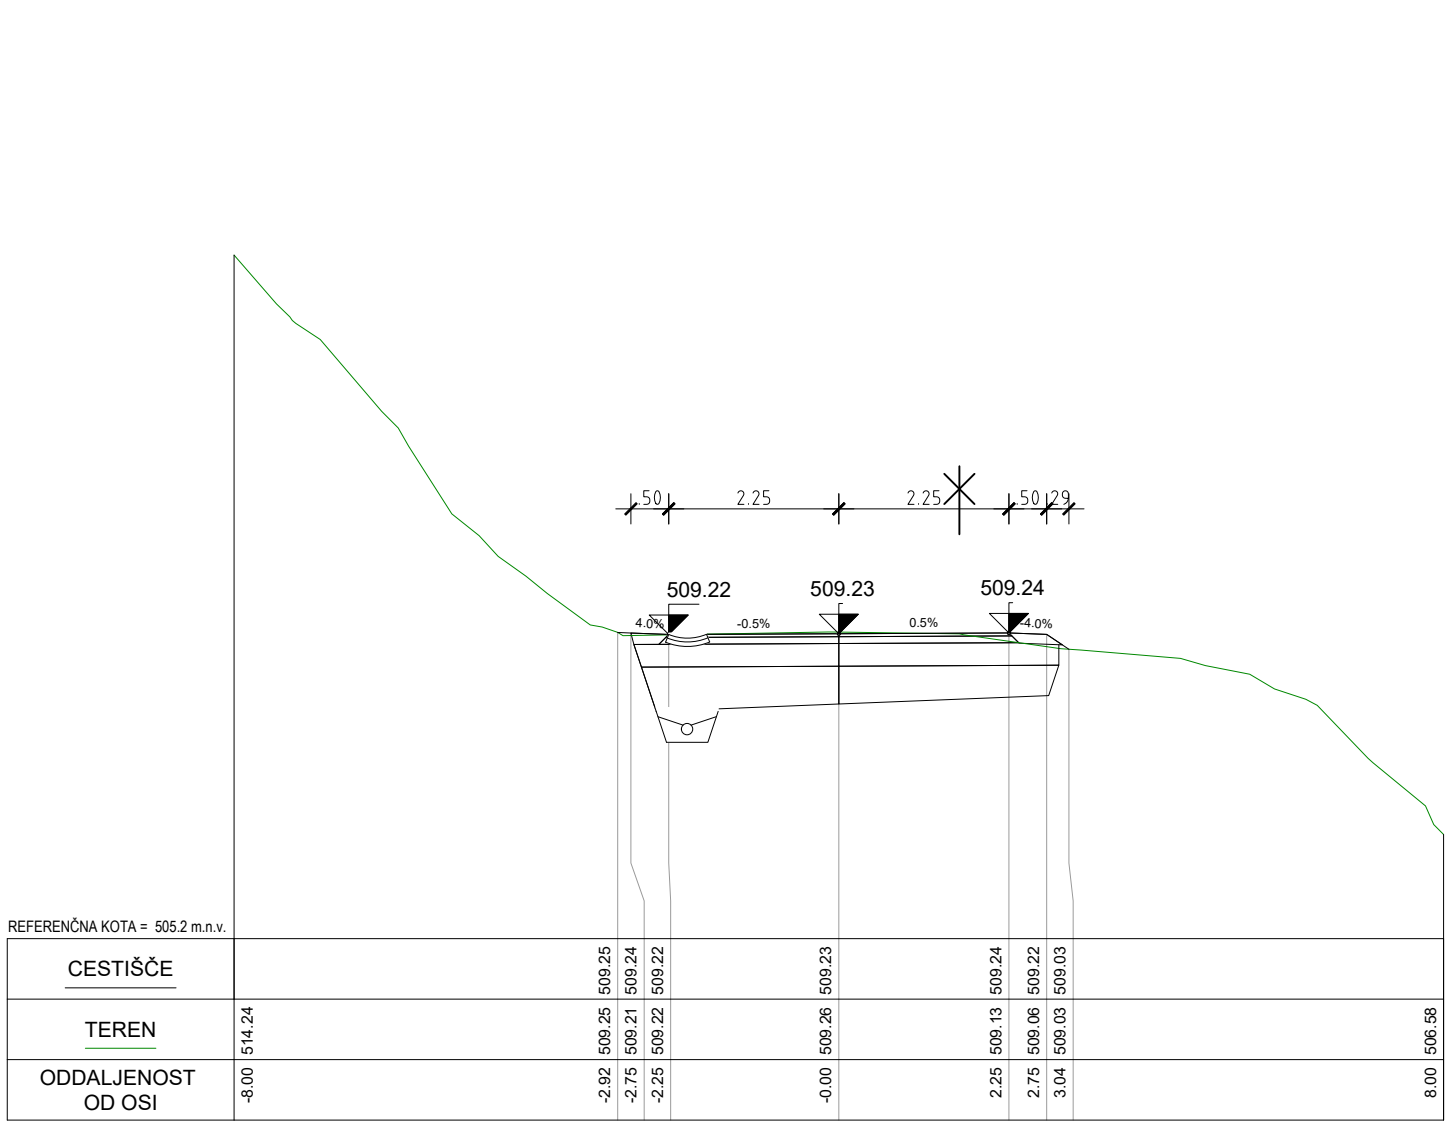 .50 2.25 2.25 .50 .29
509.22 509.23 509.24
4.0% -0.5% 0.5% -4.0%
REFERENČNA KOTA = 505.2 m.n.v.
CESTIŠČE 509.25 509.24 509.22 509.23 509.24 509.22 509.03
TEREN 514.24 509.25 509.21 509.22 509.26 509.13 509.06 509.03 506.58
ODDALJENOST
OD OSI -8.00 -2.92 -2.75 -2.25 -0.00 2.25 2.75 3.04 8.00